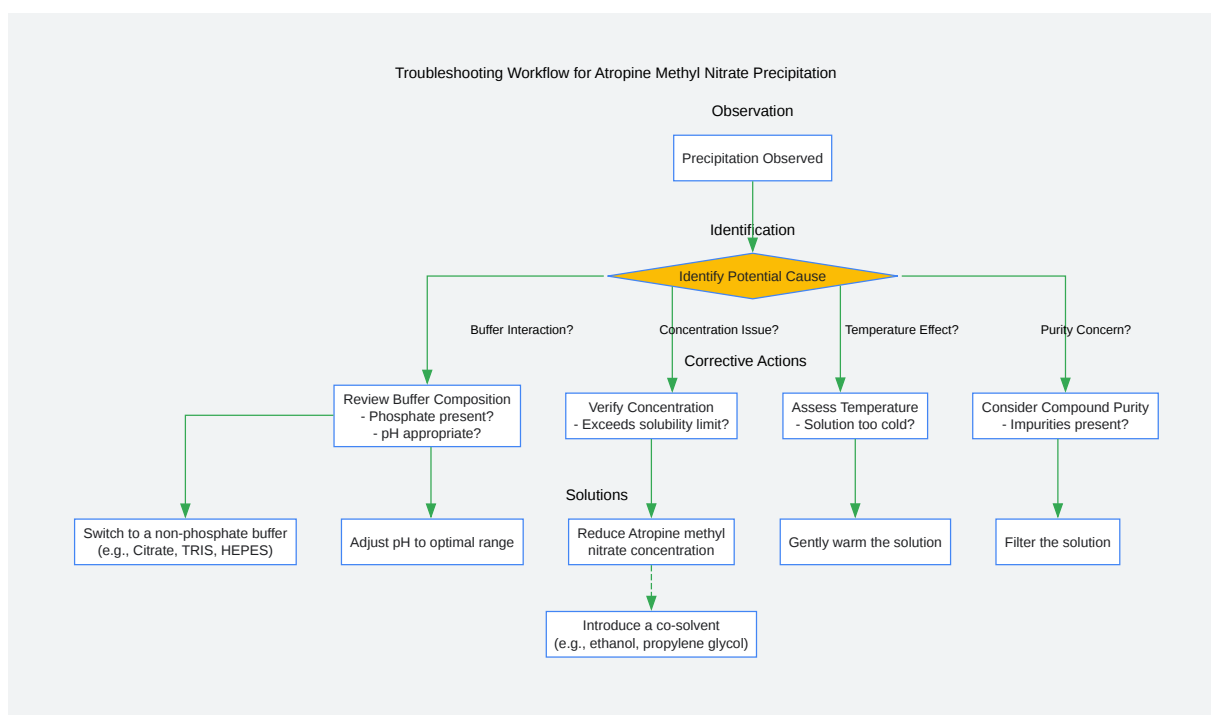 Troubleshooting Workflow for Atropine Methyl Nitrate Precipitation
Observation
Precipitation Observed
Identification
Identify Potential Cause
Buffer Interaction?
Concentration Issue?
Temperature Effect?
Purity Concern?
Corrective Actions
Review Buffer Composition
- Phosphate present?
- pH appropriate?
Verify Concentration
- Exceeds solubility limit?
Assess Temperature
- Solution too cold?
Consider Compound Purity
- Impurities present?
Solutions
Switch to a non-phosphate buffer
(e.g., Citrate, TRIS, HEPES)
Adjust pH to optimal range
Reduce Atropine methyl
nitrate concentration
Gently warm the solution
Filter the solution
Introduce a co-solvent
(e.g., ethanol, propylene glycol)